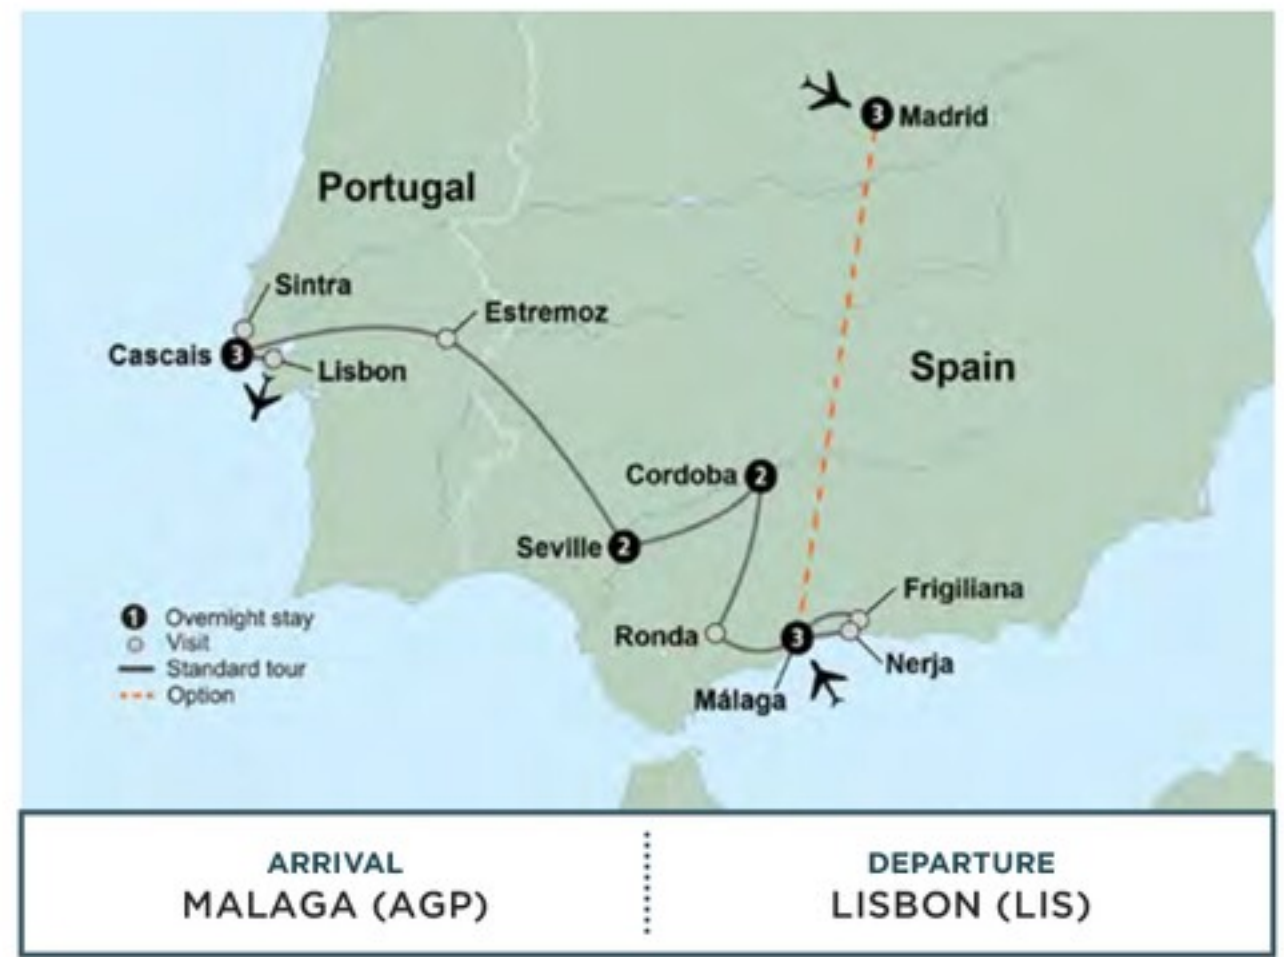 3 Madrid
Portugal
Sintra
Estremoz
Cascais 3
Lisbon
Spain
Cordoba 2
Seville 2
Frigiliana
1 Overnight stay
Ronda
3
Visit
Nerja
Standard tour
Málaga
Option
ARRIVAL
MALAGA (AGP)
DEPARTURE
LISBON (LIS)